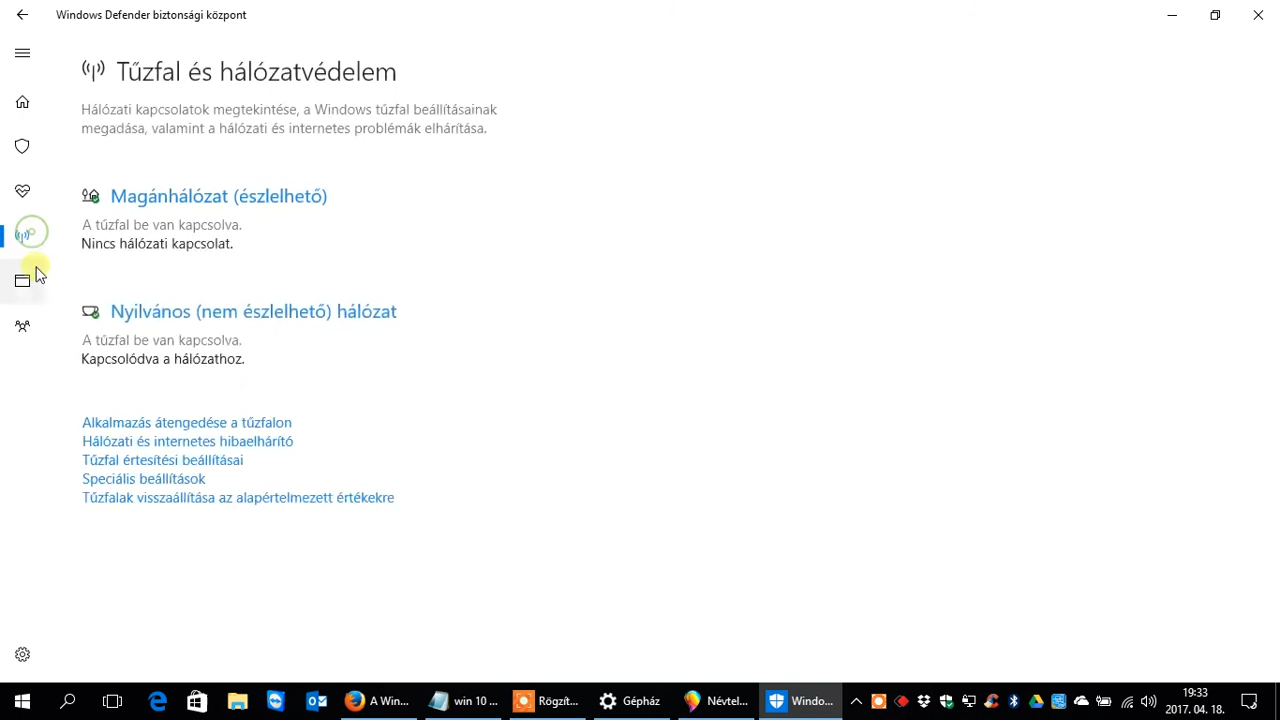 Windows Defender biztonsági központ
Tűzfal és hálózatvédelem
Hálózati kapcsolatok megtekintése, a Windows tűzfal beállításainak
megadása, valamint a hálózati és internetes problémák elhárítása.
Magánhálózat (észlelhető)
A tűzfal be van kapcsolva.
Nincs hálózati kapcsolat.
Nyilvános (nem észlelhető) hálózat
A tűzfal be van kapcsolva.
Kapcsolódva a hálózathoz.
Alkalmazás átengedése a tűzfalon
Hálózati és internetes hibaelhárító
Tűzfal értesítési beállításai
Speciális beállítások
Tűzfalak visszaállítása az alapértelmezett értékekre
A Win... win 10 ... Rögzít... Gépház Névtel... Windo... 19:33
2017. 04. 18.